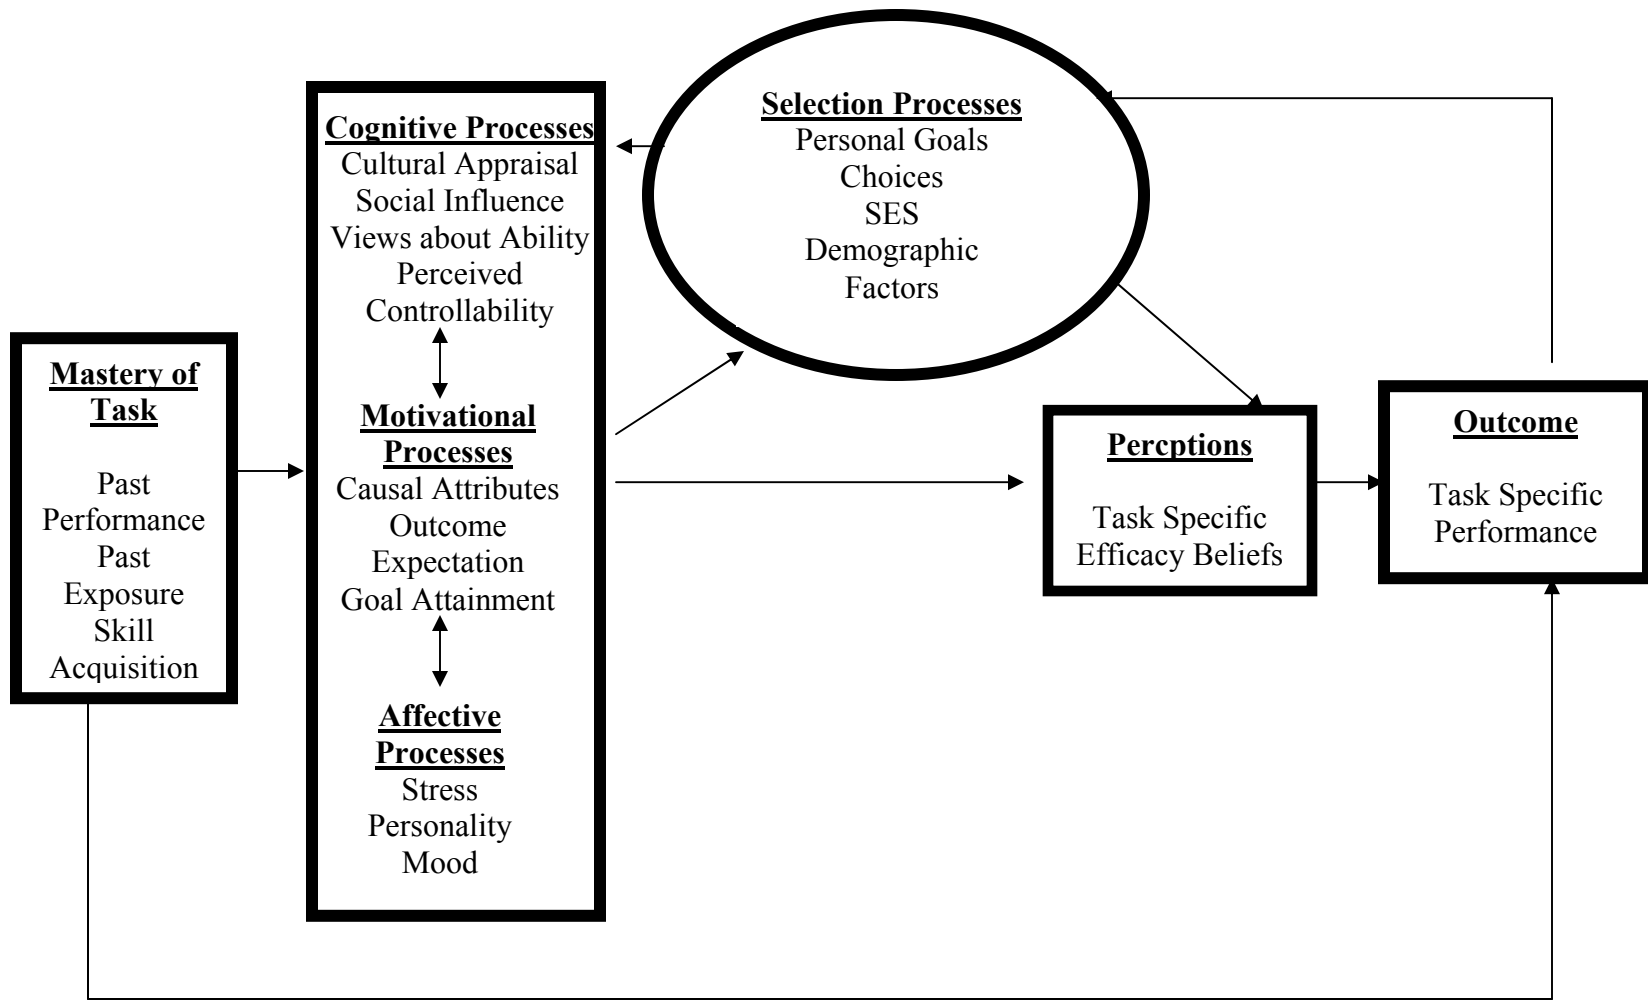 Mastery of
Task
Past
Performance
Past
Exposure
Skill
Acquisition
Cognitive Processes
Cultural Appraisal
Social Influence
Views about Ability
Perceived
Controllability
Motivational
Processes
Causal Attributes
Outcome
Expectation
Goal Attainment
Affective
Processes
Stress
Personality
Mood
Selection Processes
Personal Goals
Choices
SES
Demographic
Factors
Percptions
Task Specific
Efficacy Beliefs
Outcome
Task Specific
Performance